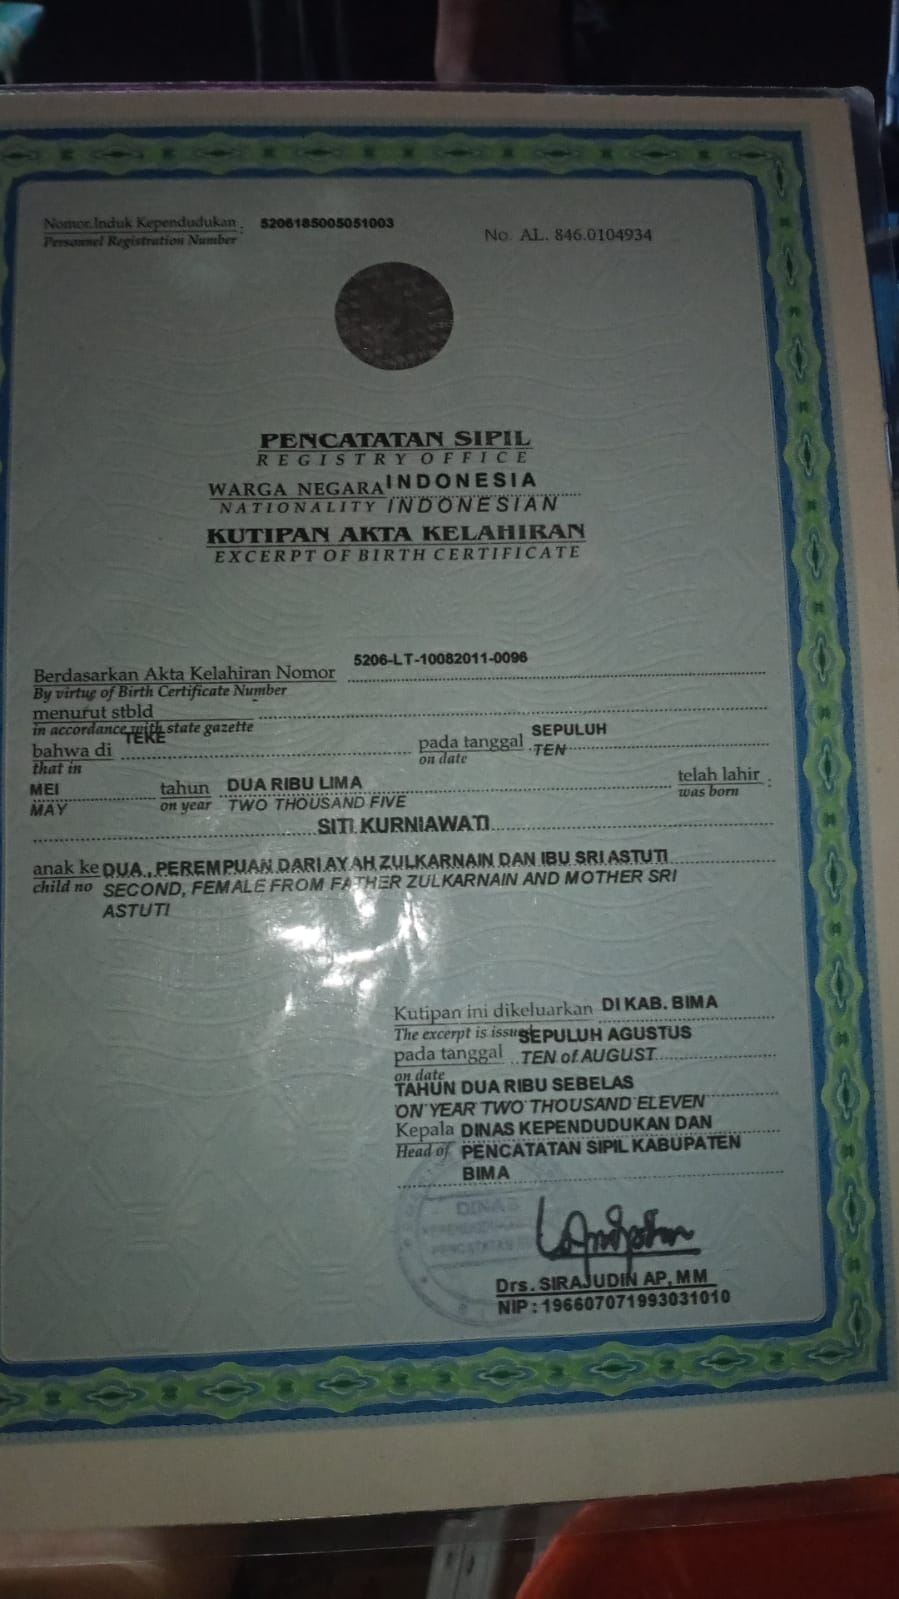 Nomor Induk Kependudukan : 5206185005051003
Personnel Registration Number
No. AL. 846.0104934
PENCATATAN SIPIL
REGISTRY OFFICE
WARGA NEGARA INDONESIA
NATIONALITY INDONESIAN
KUTIPAN AKTA KELAHIRAN
EXCERPT OF BIRTH CERTIFICATE
Berdasarkan Akta Kelahiran Nomor 5206-LT-10082011-0096
By virtue of Birth Certificate Number
menurut stbld
in accordance with state gazette
bahwa di TEKE pada tanggal SEPULUH
that in on date TEN
MEI tahun DUA RIBU LIMA telah lahir :
MAY on year TWO THOUSAND FIVE was born
SITI KURNIAWATI
anak ke DUA., PEREMPUAN DARI AYAH ZULKARNAIN DAN IBU SRI ASTUTI
child no SECOND, FEMALE FROM FATHER ZULKARNAIN AND MOTHER SRI
ASTUTI
Kutipan ini dikeluarkan DI KAB. BIMA
The excerpt is issued SEPULUH AGUSTUS
pada tanggal TEN of AUGUST
on date
TAHUN DUA RIBU SEBELAS
ON YEAR TWO THOUSAND ELEVEN
Kepala DINAS KEPENDUDUKAN DAN
Head of PENCATATAN SIPIL KABUPATEN
BIMA
DINAS
Drs. SIRAJUDIN AP, MM
NIP : 196607071993031010